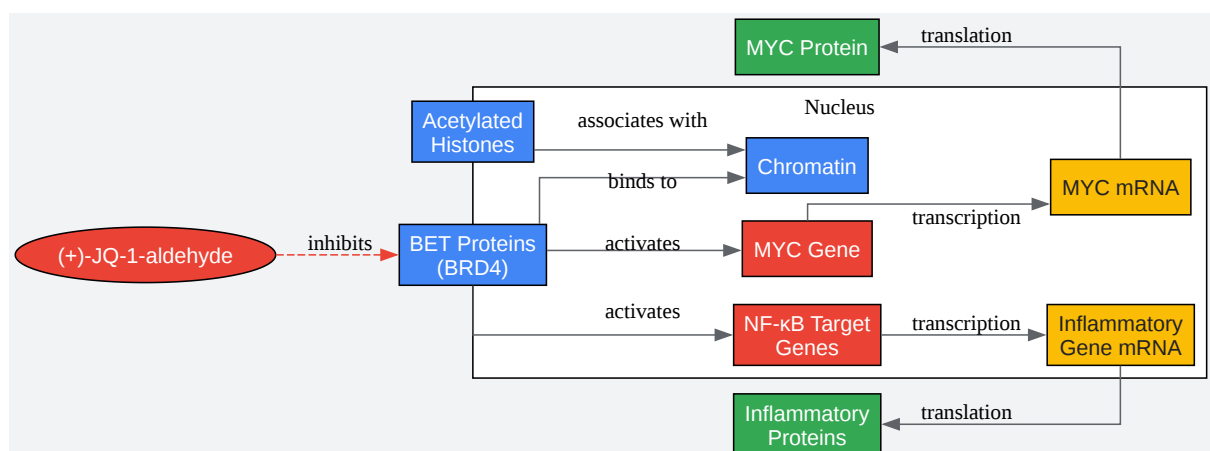 MYC Protein
translation
Nucleus
Acetylated
Histones
associates with
Chromatin
binds to
MYC mRNA
transcription
(+)-JQ-1-aldehyde
inhibits
BET Proteins
(BRD4)
activates
MYC Gene
activates
NF-κB Target
Genes
transcription
Inflammatory
Gene mRNA
Inflammatory
Proteins
translation